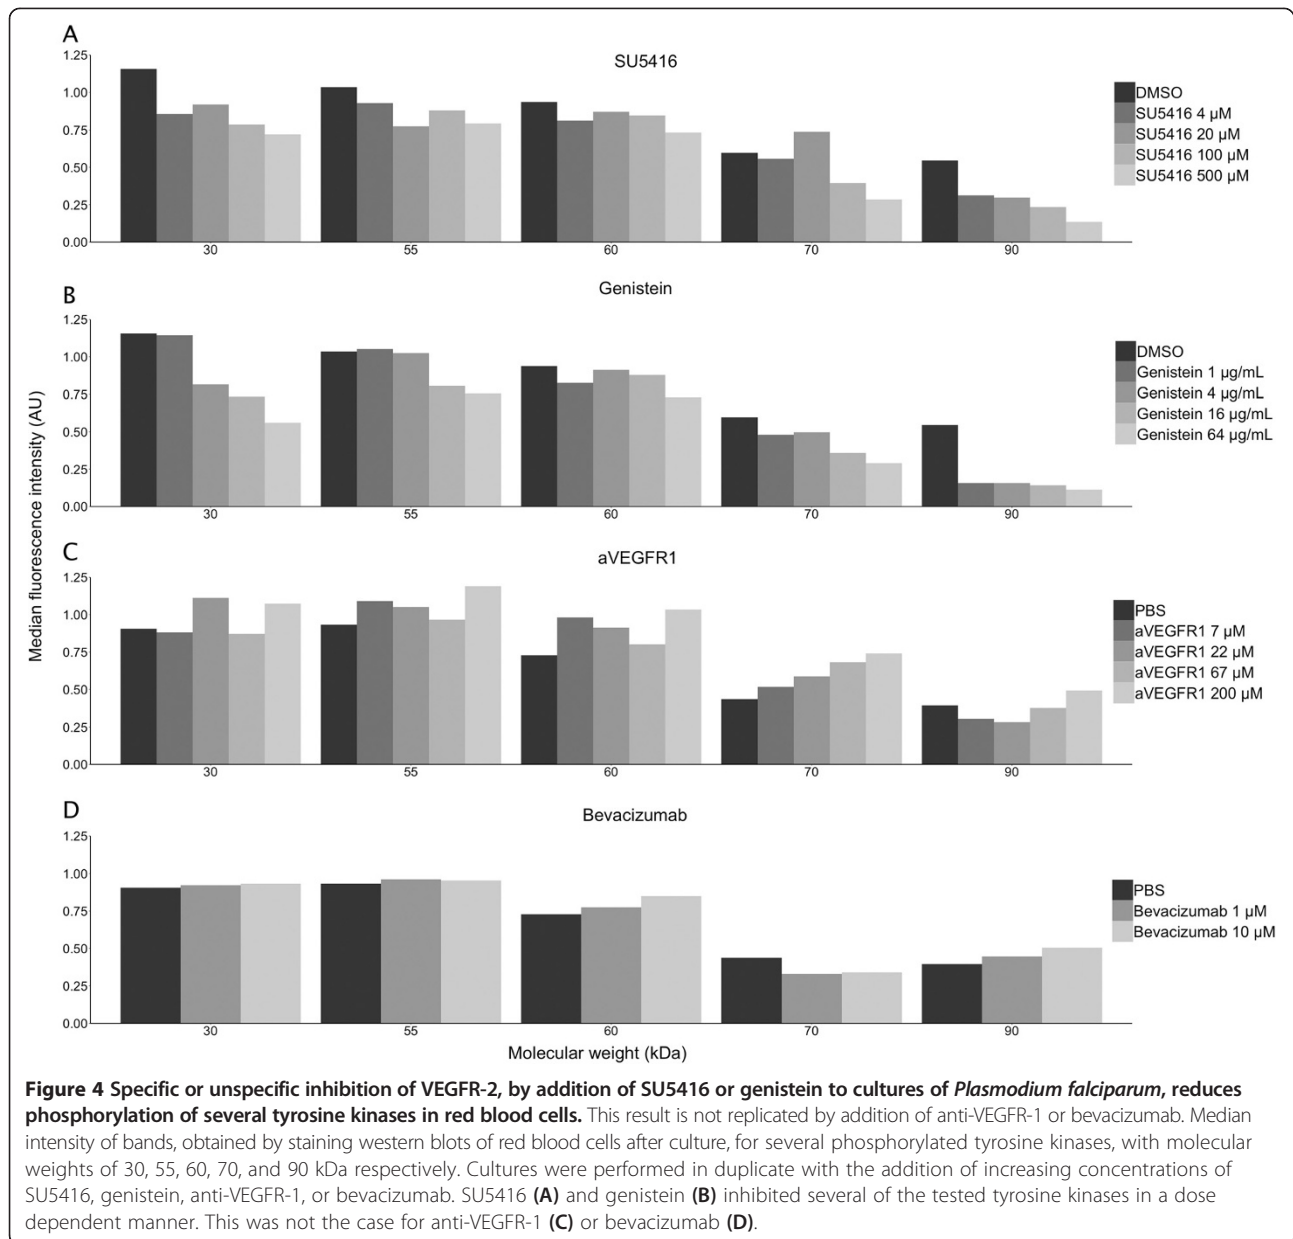 A
SU5416
1.25
1.00
0.75
0.50
0.25
0.00
30 55 60 70 90
DMSO
SU5416 4 µM
SU5416 20 µM
SU5416 100 µM
SU5416 500 µM
B
Genistein
1.25
1.00
0.75
0.50
0.25
0.00
30 55 60 70 90
DMSO
Genistein 1 µg/mL
Genistein 4 µg/mL
Genistein 16 µg/mL
Genistein 64 µg/mL
Median fluorescence intensity (AU)
C
aVEGFR1
1.25
1.00
0.75
0.50
0.25
0.00
30 55 60 70 90
PBS
aVEGFR1 7 µM
aVEGFR1 22 µM
aVEGFR1 67 µM
aVEGFR1 200 µM
D
Bevacizumab
1.25
1.00
0.75
0.50
0.25
0.00
30 55 60 70 90
PBS
Bevacizumab 1 µM
Bevacizumab 10 µM
Molecular weight (kDa)
Figure 4 Specific or unspecific inhibition of VEGFR-2, by addition of SU5416 or genistein to cultures of Plasmodium falciparum, reduces
phosphorylation of several tyrosine kinases in red blood cells. This result is not replicated by addition of anti-VEGFR-1 or bevacizumab. Median
intensity of bands, obtained by staining western blots of red blood cells after culture, for several phosphorylated tyrosine kinases, with molecular
weights of 30, 55, 60, 70, and 90 kDa respectively. Cultures were performed in duplicate with the addition of increasing concentrations of
SU5416, genistein, anti-VEGFR-1, or bevacizumab. SU5416 (A) and genistein (B) inhibited several of the tested tyrosine kinases in a dose
dependent manner. This was not the case for anti-VEGFR-1 (C) or bevacizumab (D).